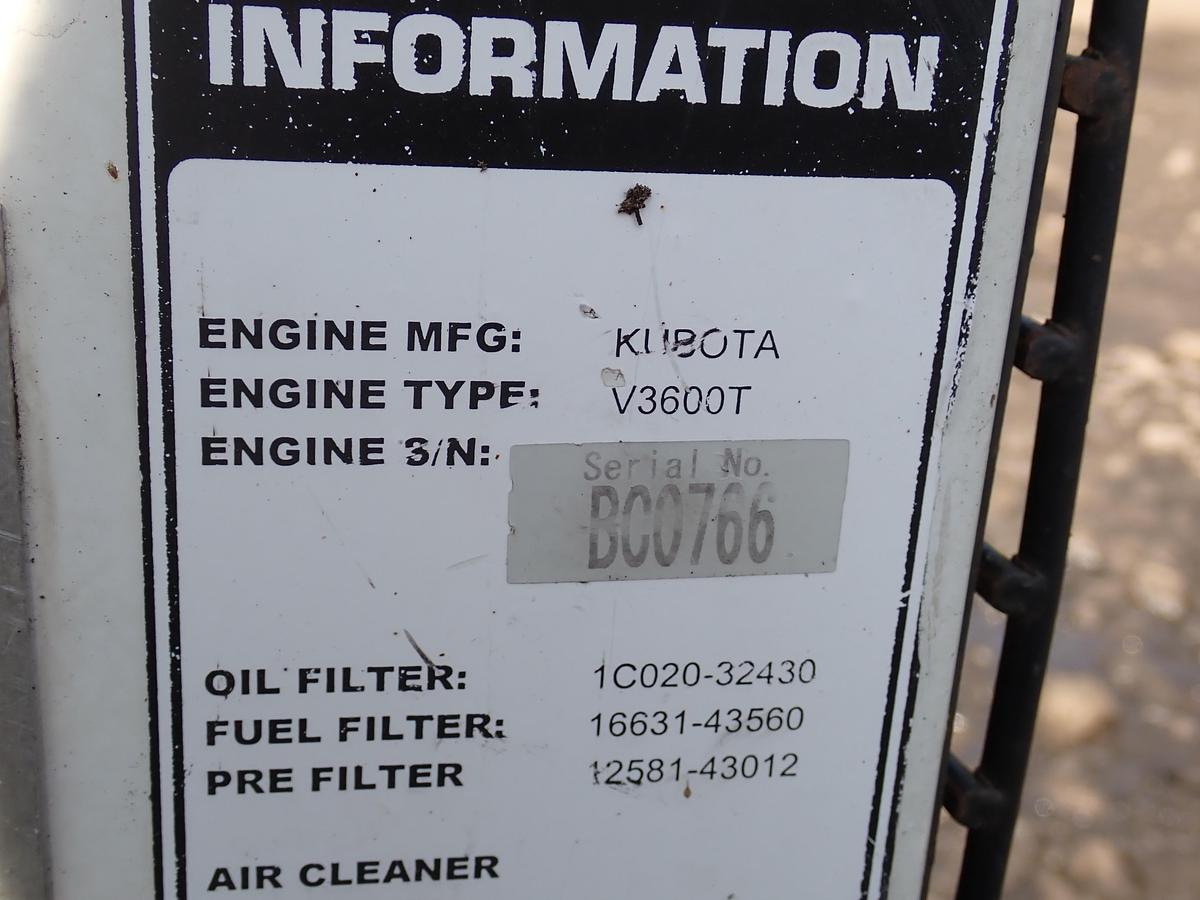 INFORMATION
ENGINE MFG: KUBOTA
ENGINE TYPE: V3600T
ENGINE S/N: Serial No.
BC0766
OIL FILTER: 1C020-32430
FUEL FILTER: 16631-43560
PRE FILTER 12581-43012
AIR CLEANER